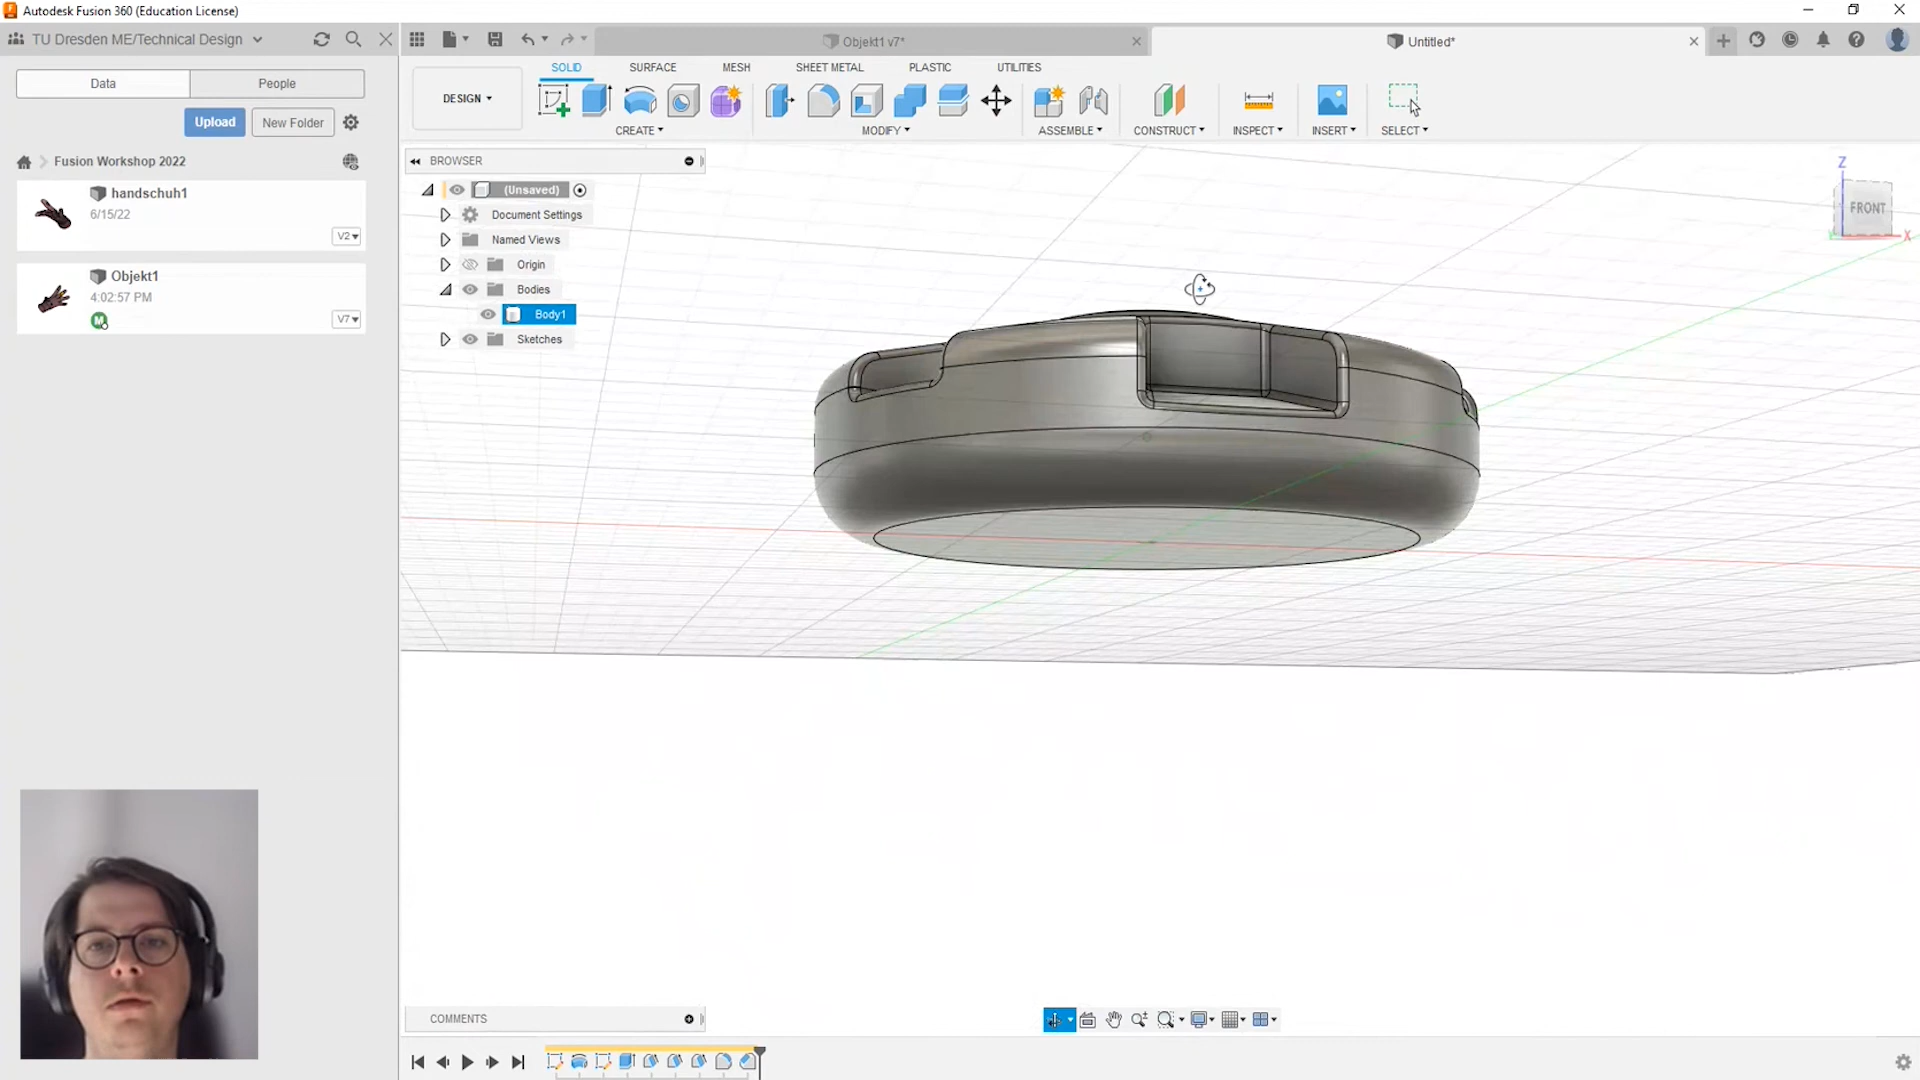 Autodesk Fusion 360 (Education License)
TU Dresden ME/Technical Design
Objekt1 v7*
Untitled*
Data
People
Upload
New Folder
Fusion Workshop 2022
handschuh1
6/15/22
V2
Objekt1
4:02:57 PM
M
V7
SOLID
SURFACE
MESH
SHEET METAL
PLASTIC
UTILITIES
DESIGN
CREATE
MODIFY
ASSEMBLE
CONSTRUCT
INSPECT
INSERT
SELECT
BROWSER
(Unsaved)
Document Settings
Named Views
Origin
Bodies
Body1
Sketches
Z
FRONT
X
COMMENTS